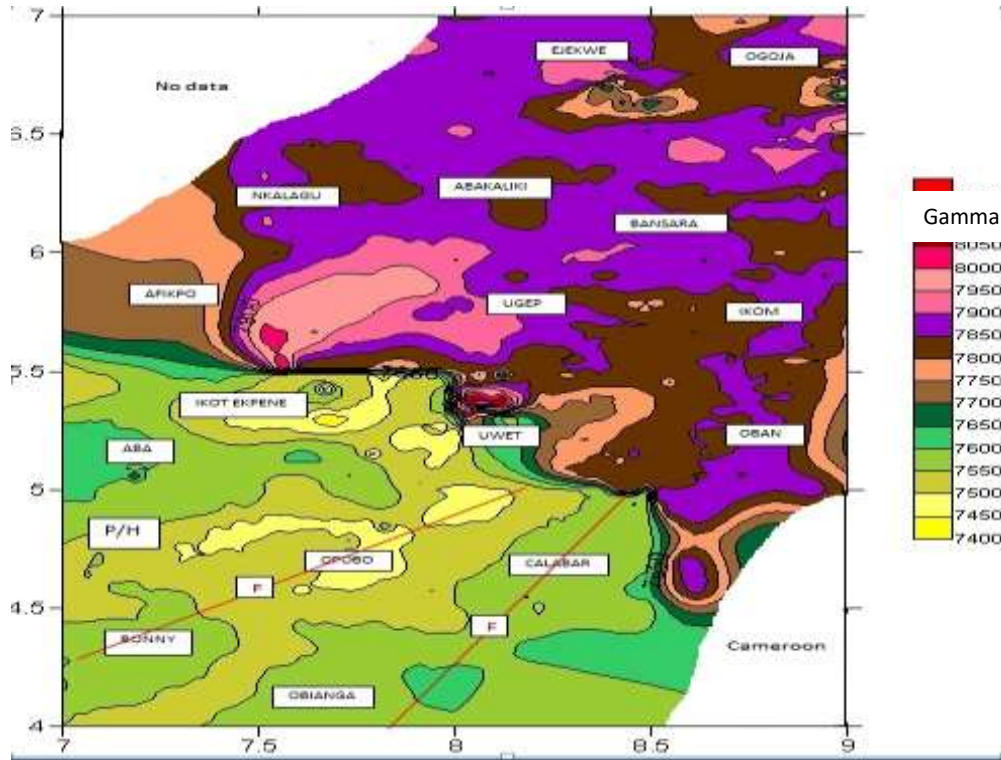 7
EJEKWE
OGOJA
No data
6.5
NKALAGU
ABAKALIKI
BANSARA
6
AFIKPO
UGEP
IKOM
5.5
IKOT EKPENE
UWET
OBAN
ABA
5
P/H
OPOBO
CALABAR
F
4.5
F
BONNY
Cameroon
OBIANGA
4
7
7.5
8
8.5
9
Gamma
8050
8000
7950
7900
7850
7800
7750
7700
7650
7600
7550
7500
7450
7400